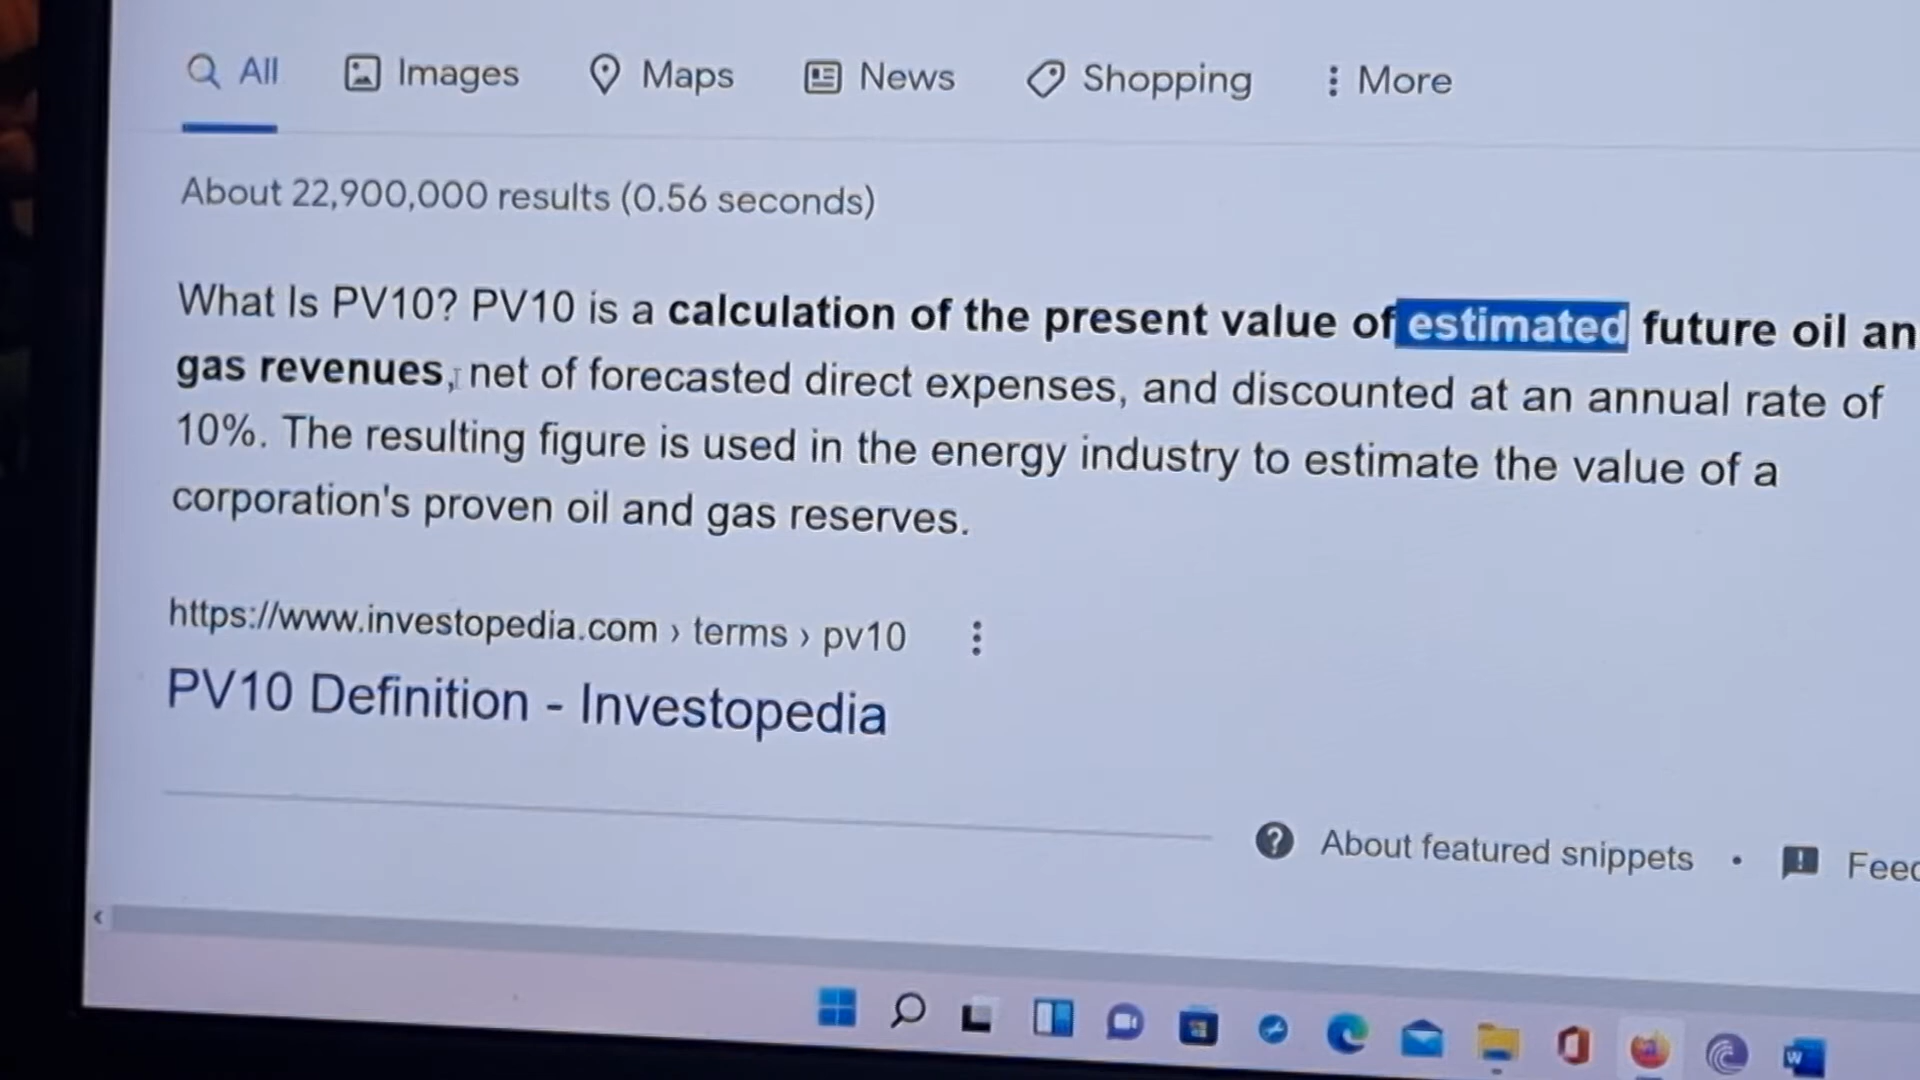 All Images Maps News Shopping More
About 22,900,000 results (0.56 seconds)
What Is PV10? PV10 is a calculation of the present value of estimated future oil an
gas revenues, net of forecasted direct expenses, and discounted at an annual rate of
10%. The resulting figure is used in the energy industry to estimate the value of a
corporation's proven oil and gas reserves.
https://www.investopedia.com › terms › pv10
PV10 Definition - Investopedia
About featured snippets • Feed